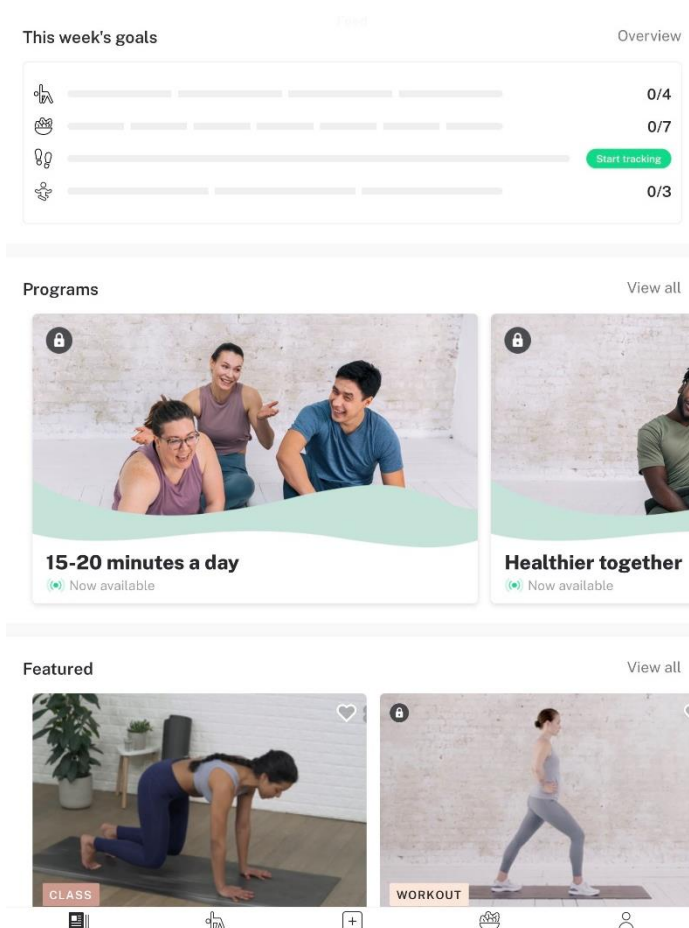 Feed
This week's goals
Overview
0/4
0/7
Start tracking
0/3
Programs
View all
15-20 minutes a day
Now available
Healthier together
Now available
Featured
View all
CLASS
WORKOUT